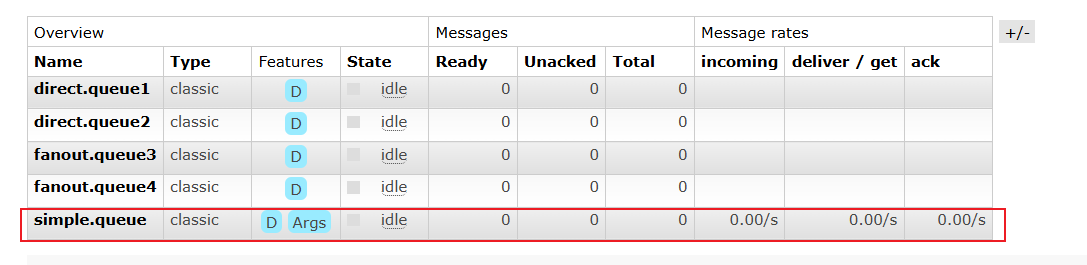 Overview Messages Message rates +/-
Name Type Features State Ready Unacked Total incoming deliver / get ack
direct.queue1 classic D idle 0 0 0
direct.queue2 classic D idle 0 0 0
fanout.queue3 classic D idle 0 0 0
fanout.queue4 classic D idle 0 0 0
simple.queue classic D Args idle 0 0 0 0.00/s 0.00/s 0.00/s